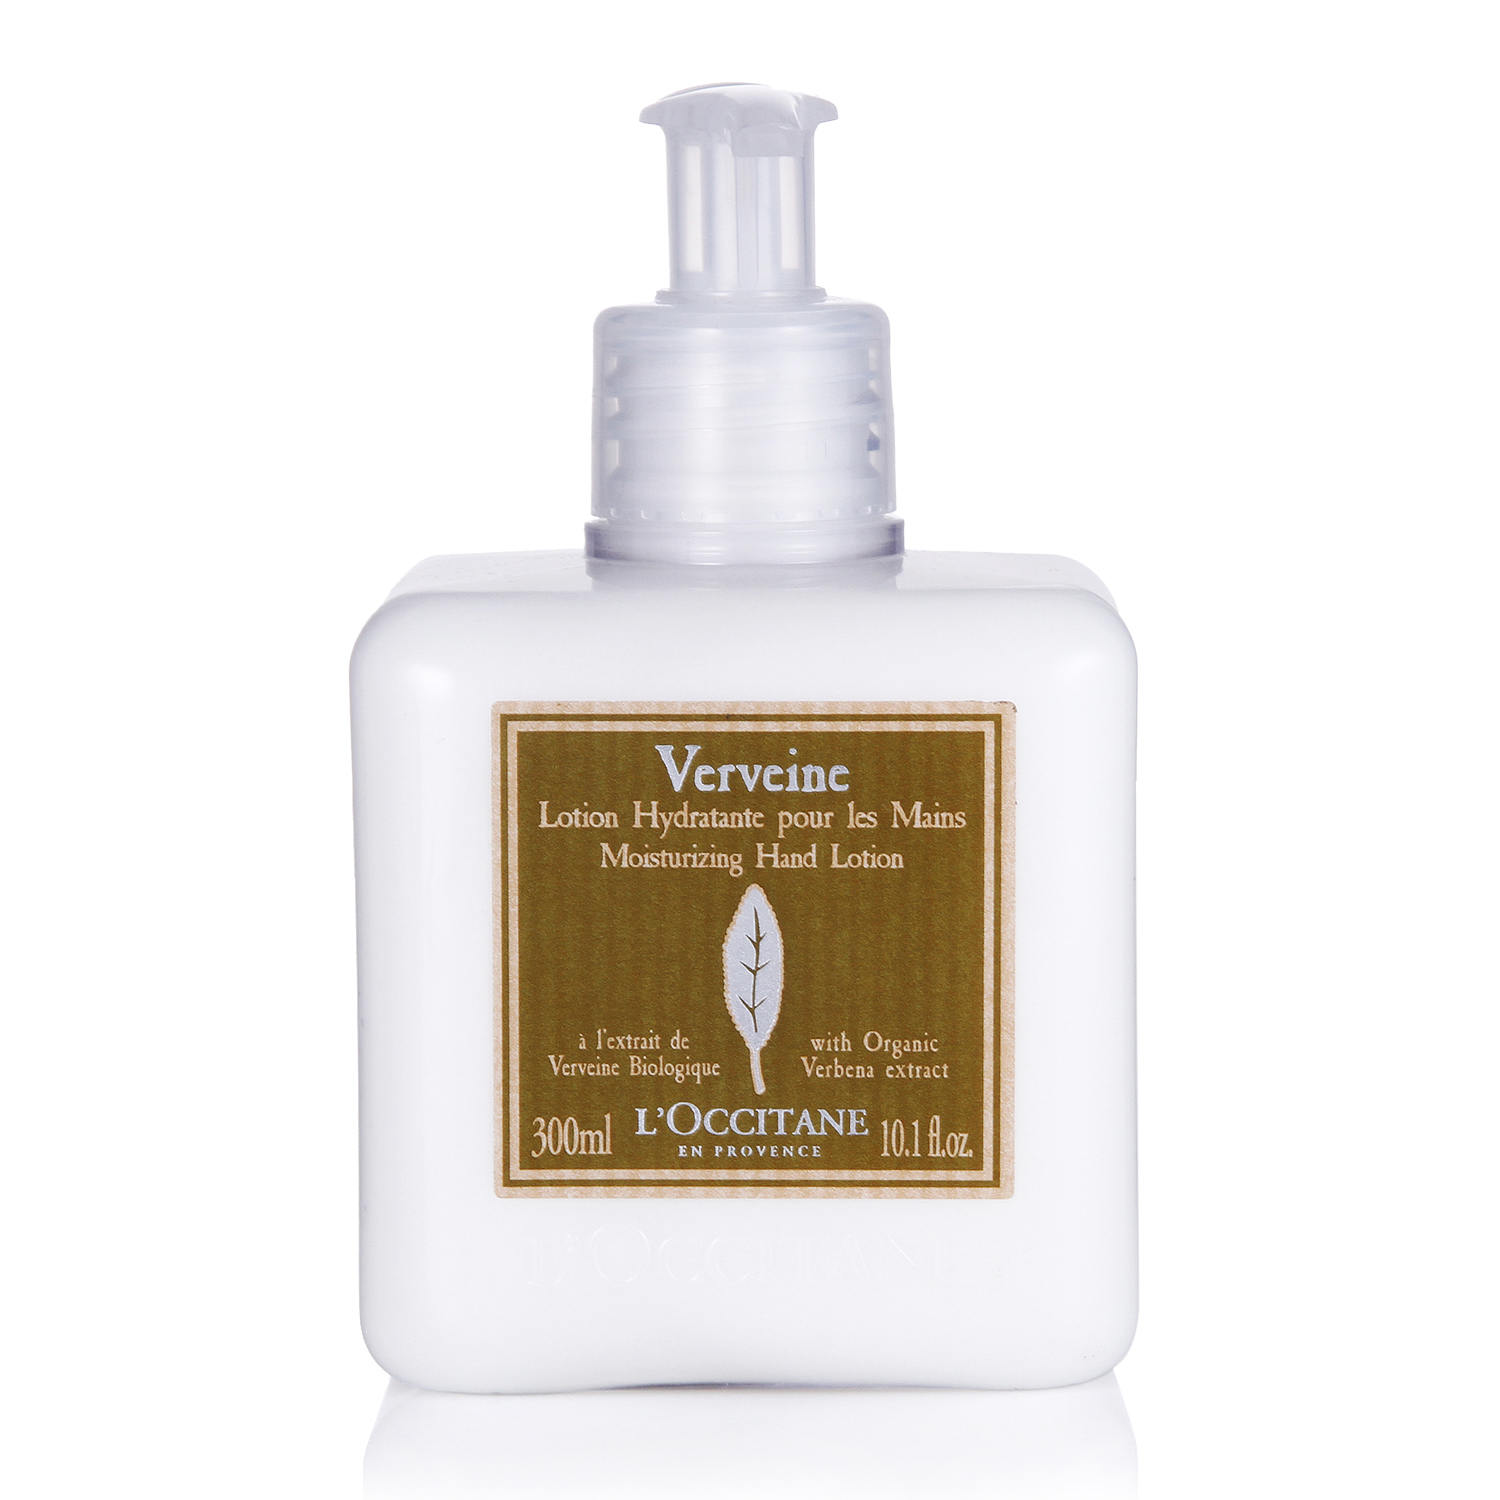 Verveine
Lotion Hydratante pour les Mains
Moisturizing Hand Lotion
à l'extrait de
Verveine Biologique
with Organic
Verbena extract
300ml
L'OCCITANE
EN PROVENCE
10.1 fl.oz.
L'OCCITANE